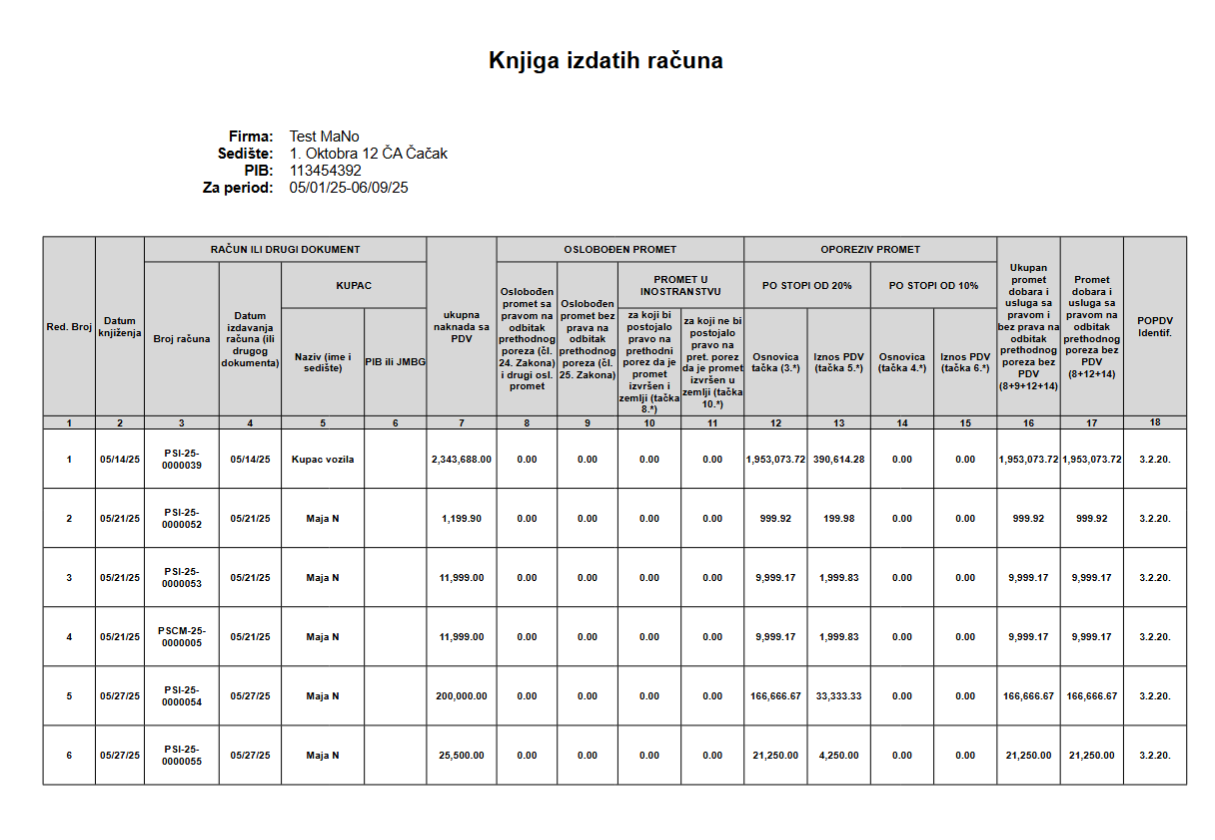 Knjiga izdatih računa
Firma: Test MaNo
Sedište: 1. Oktobra 12 ČA Čačak
PIB: 113454392
Za period: 05/01/25-06/09/25
Red. Broj
Datum
knjiženja
RAČUN ILI DRUGI DOKUMENT
Broj računa
Datum
izdavanja
računa (ili
drugog
dokumenta)
KUPAC
Naziv (ime i
sedište)
PIB ili JMBG
ukupna
naknada sa
PDV
OSLOBOĐEN PROMET
Oslobođen
promet sa
pravom na
odbitak
prethodnog
poreza (čl.
24. Zakona)
i drugi osl.
promet
Oslobođen
promet bez
prava na
odbitak
prethodnog
poreza (čl.
25. Zakona)
PROMET U
INOSTRANSTVU
za koji bi
postojalo
pravo na
prethodni
porez da je
promet
izvršen i
zemlji (tačka
8.*)
za koji ne bi
postojalo
pravo na
pret. porez
da je promet
izvršen u
zemlji (tačka
10.*)
OPOREZIV PROMET
PO STOPI OD 20%
Osnovica
tačka (3.*)
Iznos PDV
(tačka 5.*)
PO STOPI OD 10%
Osnovica
(tačka 4.*)
Iznos PDV
(tačka 6.*)
Ukupan
promet
dobara i
usluga sa
pravom i
bez prava na
odbitak
prethodnog
poreza bez
PDV
(8+9+12+14)
Promet
dobara i
usluga sa
pravom na
odbitak
prethodnog
poreza bez
PDV
(8+12+14)
POPDV
Identif.
1 2 3 4 5 6 7 8 9 10 11 12 13 14 15 16 17 18
1 05/14/25 PSI-25-0000039 05/14/25 Kupac vozila 2,343,688.00 0.00 0.00 0.00 0.00 1,953,073.72 390,614.28 0.00 0.00 1,953,073.72 1,953,073.72 3.2.20.
2 05/21/25 PSI-25-0000052 05/21/25 Maja N 1,199.90 0.00 0.00 0.00 0.00 999.92 199.98 0.00 0.00 999.92 999.92 3.2.20.
3 05/21/25 PSI-25-0000053 05/21/25 Maja N 11,999.00 0.00 0.00 0.00 0.00 9,999.17 1,999.83 0.00 0.00 9,999.17 9,999.17 3.2.20.
4 05/21/25 PSCM-25-0000005 05/21/25 Maja N 11,999.00 0.00 0.00 0.00 0.00 9,999.17 1,999.83 0.00 0.00 9,999.17 9,999.17 3.2.20.
5 05/27/25 PSI-25-0000054 05/27/25 Maja N 200,000.00 0.00 0.00 0.00 0.00 166,666.67 33,333.33 0.00 0.00 166,666.67 166,666.67 3.2.20.
6 05/27/25 PSI-25-0000055 05/27/25 Maja N 25,500.00 0.00 0.00 0.00 0.00 21,250.00 4,250.00 0.00 0.00 21,250.00 21,250.00 3.2.20.